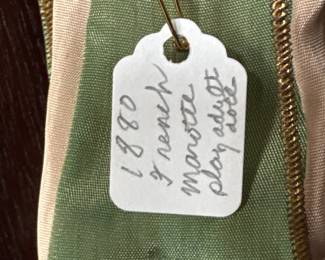 1880
French
Marotte
play adult
doll